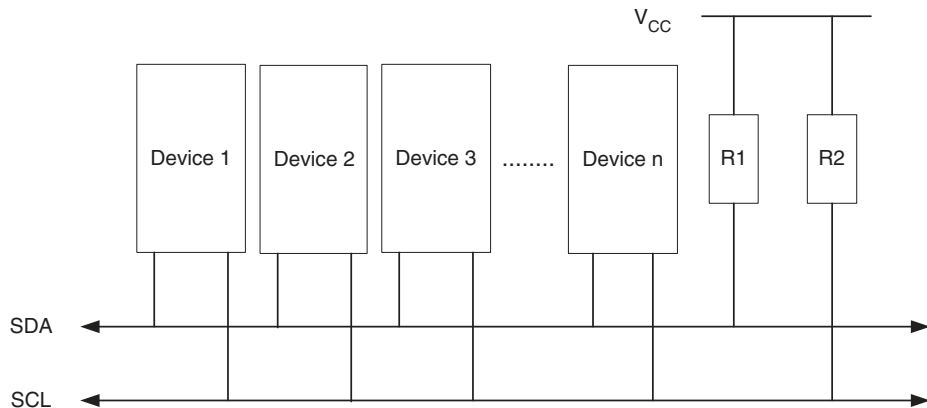 VCC
Device 1
Device 2
Device 3
........
Device n
R1
R2
SDA
SCL